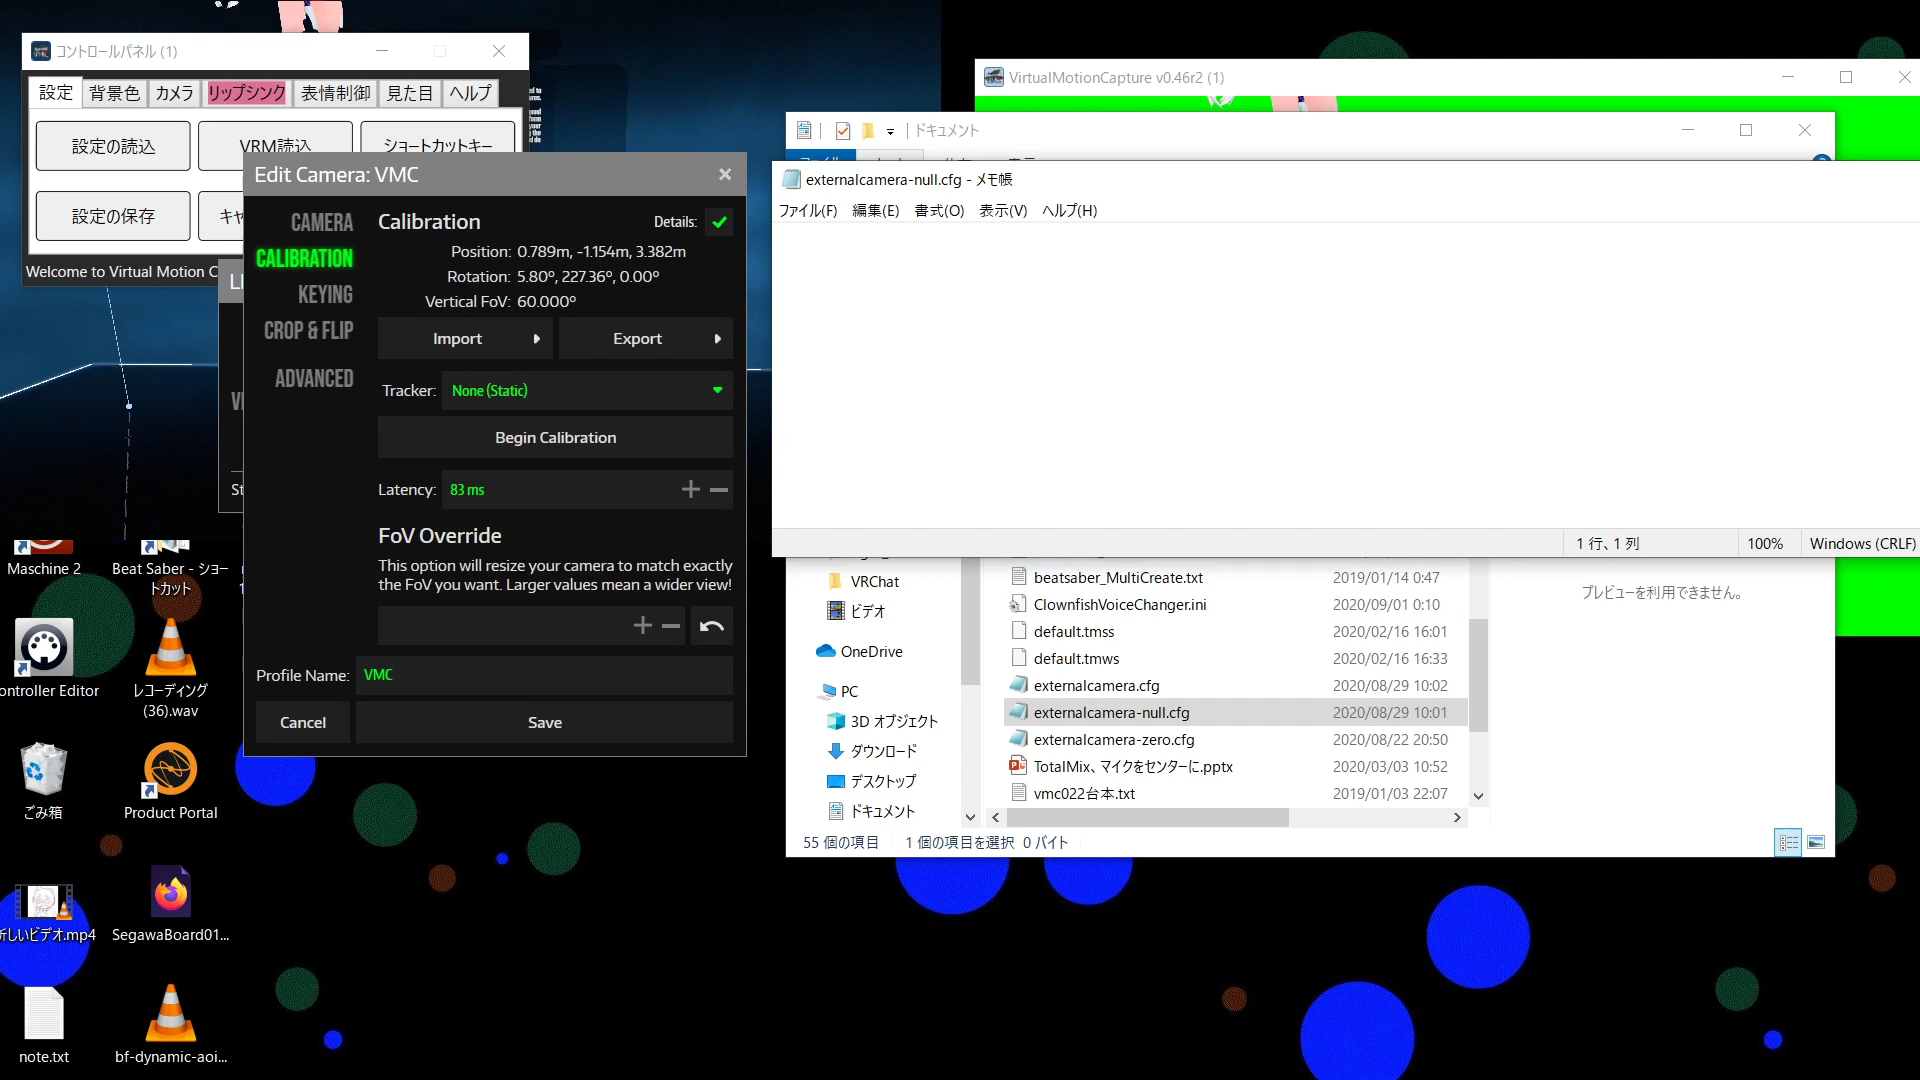 コントロールパネル (1)
設定
背景色
カメラ
リップシンク
表情制御
見た目
ヘルプ
設定の読込
VRM読込
ショートカットキー
設定の保存
Welcome to Virtual Motion C
Edit Camera: VMC
CAMERA
CALIBRATION
KEYING
CROP & FLIP
ADVANCED
Calibration
Details:
Position: 0.789m, -1.154m, 3.382m
Rotation: 5.80º, 227.36º, 0.00º
Vertical FoV: 60.000º
Import
Export
Tracker: None (Static)
Begin Calibration
Latency: 83 ms
FoV Override
This option will resize your camera to match exactly
the FoV you want. Larger values mean a wider view!
Profile Name: VMC
Cancel
Save
VirtualMotionCapture v0.46r2 (1)
ドキュメント
externalcamera-null.cfg - メモ帳
ファイル(F) 編集(E) 書式(O) 表示(V) ヘルプ(H)
1 行、1 列
100%
Windows (CRLF)
VRChat
ビデオ
OneDrive
PC
3D オブジェクト
ダウンロード
デスクトップ
ドキュメント
beatsaber_MultiCreate.txt 2019/01/14 0:47
ClownfishVoiceChanger.ini 2020/09/01 0:10
default.tmss 2020/02/16 16:01
default.tmws 2020/02/16 16:33
externalcamera.cfg 2020/08/29 10:02
externalcamera-null.cfg 2020/08/29 10:01
externalcamera-zero.cfg 2020/08/22 20:50
TotalMix、マイクをセンターに.pptx 2020/03/03 10:52
vmc022台本.txt 2019/01/03 22:07
プレビューを利用できません。
55 個の項目
1 個の項目を選択 0 バイト
Maschine 2
Beat Saber - ショー
トカット
ontroller Editor
レコーディング
(36).wav
ごみ箱
Product Portal
新しいビデオ.mp4
SegawaBoard01...
note.txt
bf-dynamic-aoi...